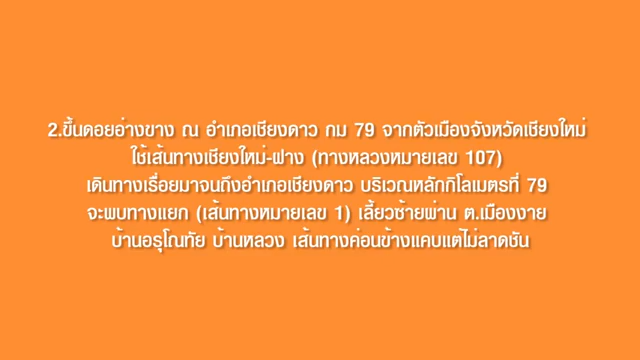 2.ขึ้นดอยอ่างขาง ณ อำเภอเชียงดาว กม 79 จากตัวเมืองจังหวัดเชียงใหม่
ใช้เส้นทางเชียงใหม่-ฝาง (ทางหลวงหมายเลข 107)
เดินทางเรื่อยมาจนถึงอำเภอเชียงดาว บริเวณหลักกิโลเมตรที่ 79
จะพบทางแยก (เส้นทางหมายเลข 1) เลี้ยวซ้ายผ่าน ต.เมืองงาย
บ้านอรุโณทัย บ้านหลวง เส้นทางค่อนข้างแคบแต่ไม่ลาดชัน